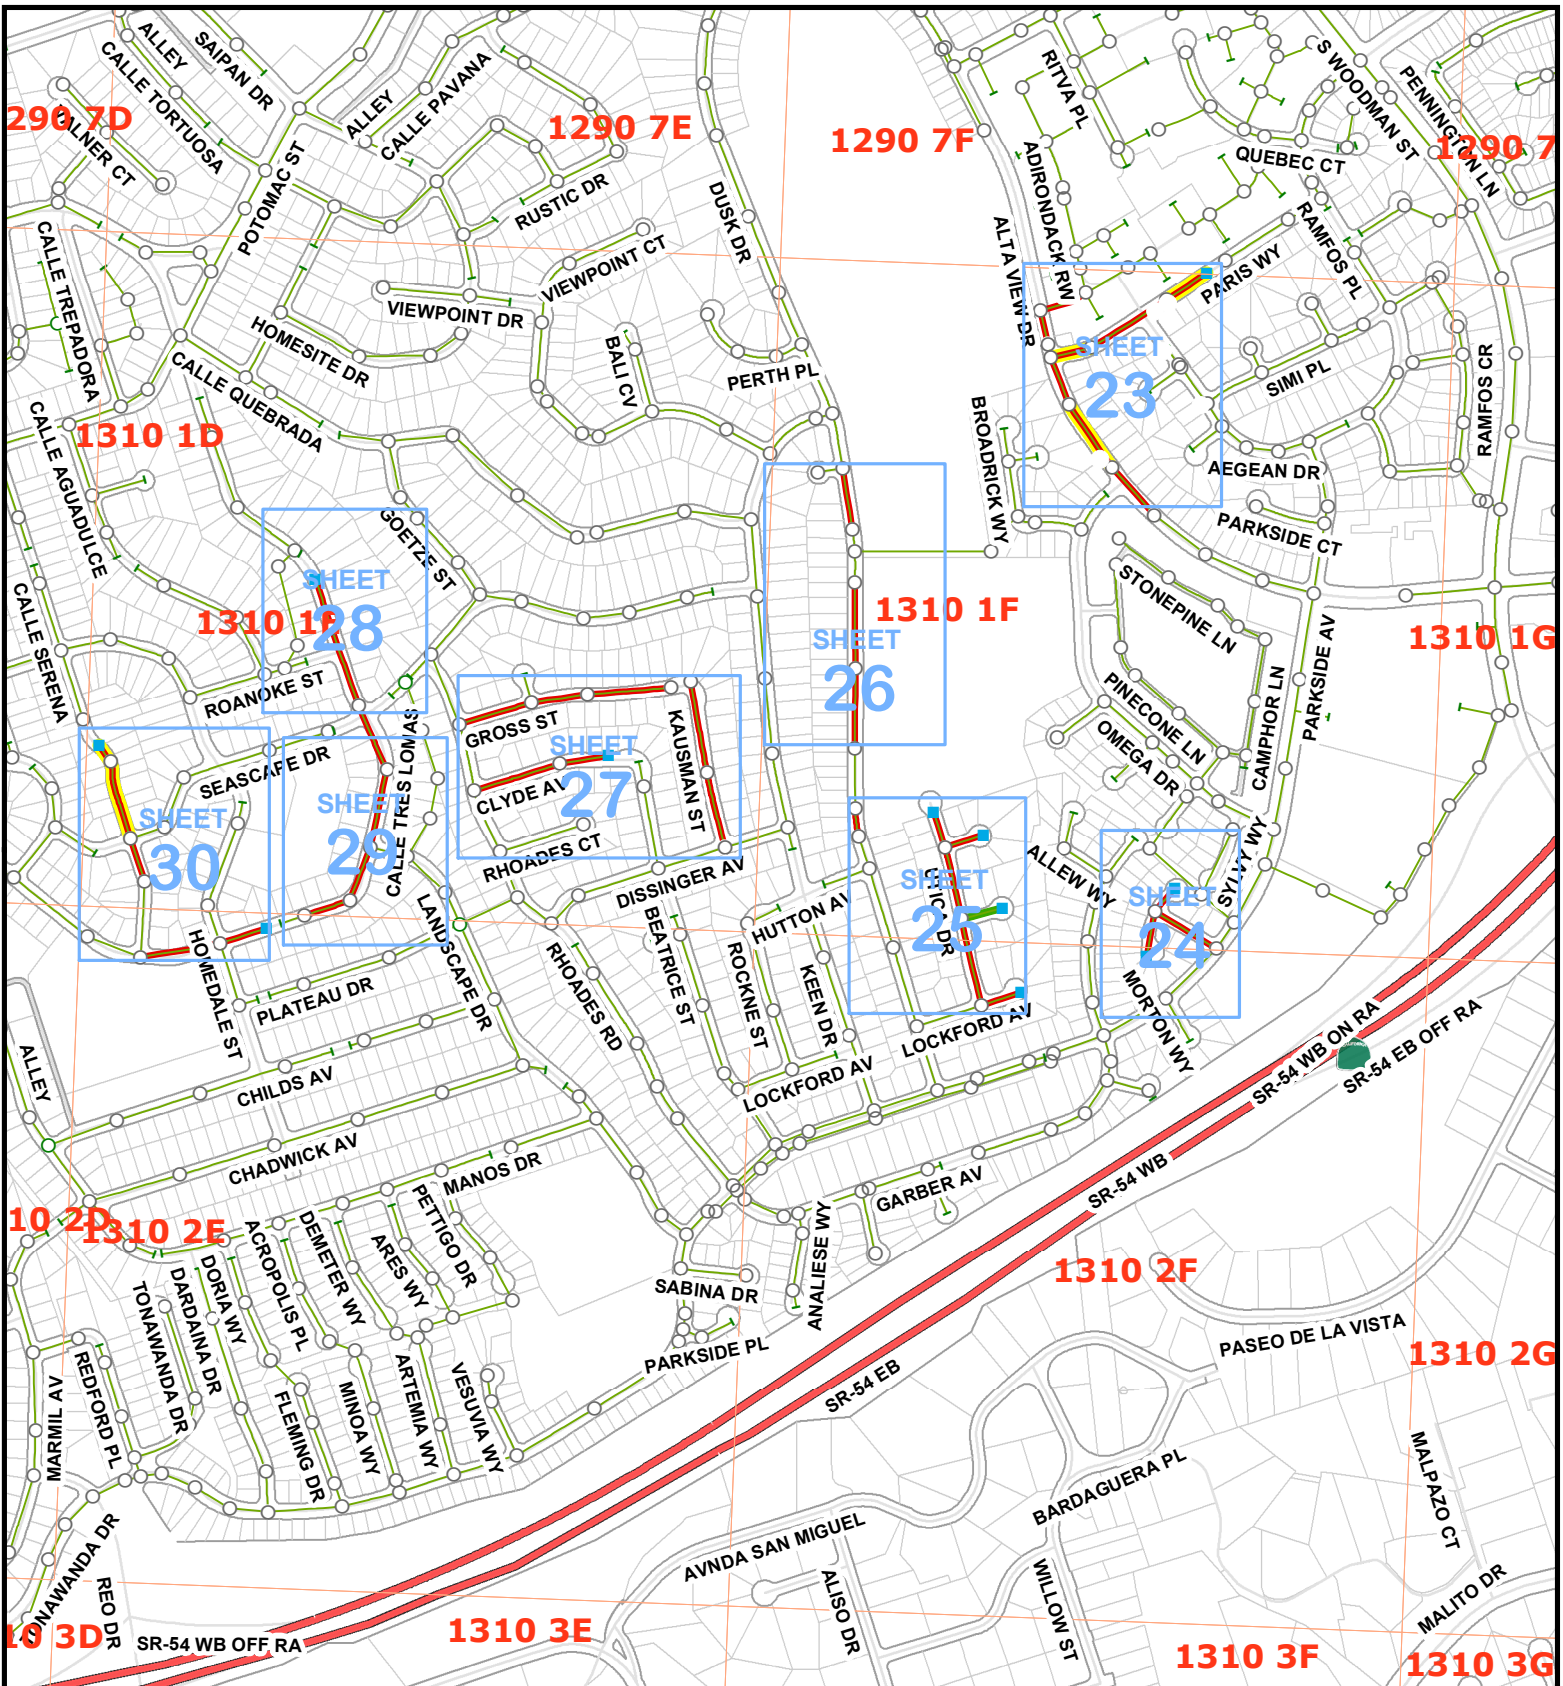 ALLEY
SAIPAN DR
CALLE TORTUOSA
290 7D
ALLEY
CALLE PAVANA
1290 7E
1290 7F
RITVA PL
S WOODMAN ST
PENNINGTON LN
1290 7
QUEBEC CT
POTOMAC ST
RUSTIC DR
DUSK DR
ADIRONDACK RW
ALTA VIEW DR
RAMFOS PL
PARIS WY
CALLE TREPADORA
VIEWPOINT CT
VIEWPOINT DR
HOMESITE DR
BALI CV
PERTH PL
SHEET
23
SIMI PL
RAMFOS CR
CALLE QUEBRADA
1310 1D
CALLE AGUADULCE
BROADRICK WY
AEGEAN DR
PARKSIDE CT
GOETZE ST
SHEET
28
CALLE SERENA
STONEPINE LN
1310 1F
SHEET
26
1310 1G
PARKSIDE AV
ROANOKE ST
PINECONE LN
CAMPHOR LN
OMEGA DR
GROSS ST
KAUSMAN ST
SHEET
27
CLYDE AV
SEASCAPE DR
CALLE TRES LOMAS
SHEET
29
SHEET
30
RHOADES CT
DISSINGER AV
ALLEW WY
SYLVY WY
SHEET
25
SHEET
24
HUTTON AV
LANDSCAPE DR
HOMEDALE ST
PLATEAU DR
RHOADES RD
BEATRICE ST
ROCKNE ST
KEEN DR
LOCKFORD AV
LOCKFORD AV
MORTON WY
SR-54 WB ON RA
SR-54 EB OFF RA
ALLEY
CHILDS AV
CHADWICK AV
MANOS DR
GARBER AV
SR-54 WB
10 2D
1310 2E
ACROPOLIS PL
DEMETER WY
ARES WY
PETTIGO DR
DORIA WY
DARDAINA DR
TONAWANDA DR
SABINA DR
ANALIESE WY
1310 2F
PARKSIDE PL
PASEO DE LA VISTA
1310 2G
SR-54 EB
MARMIL AV
REDFORD PL
FLEMING DR
MINOA WY
ARTEMIA WY
VESUVIA WY
BARDAGUERA PL
MALPAZO CT
AVNDA SAN MIGUEL
ALISO DR
WILLOW ST
MALITO DR
REO DR
10 3D
SR-54 WB OFF RA
1310 3E
1310 3F
1310 3G